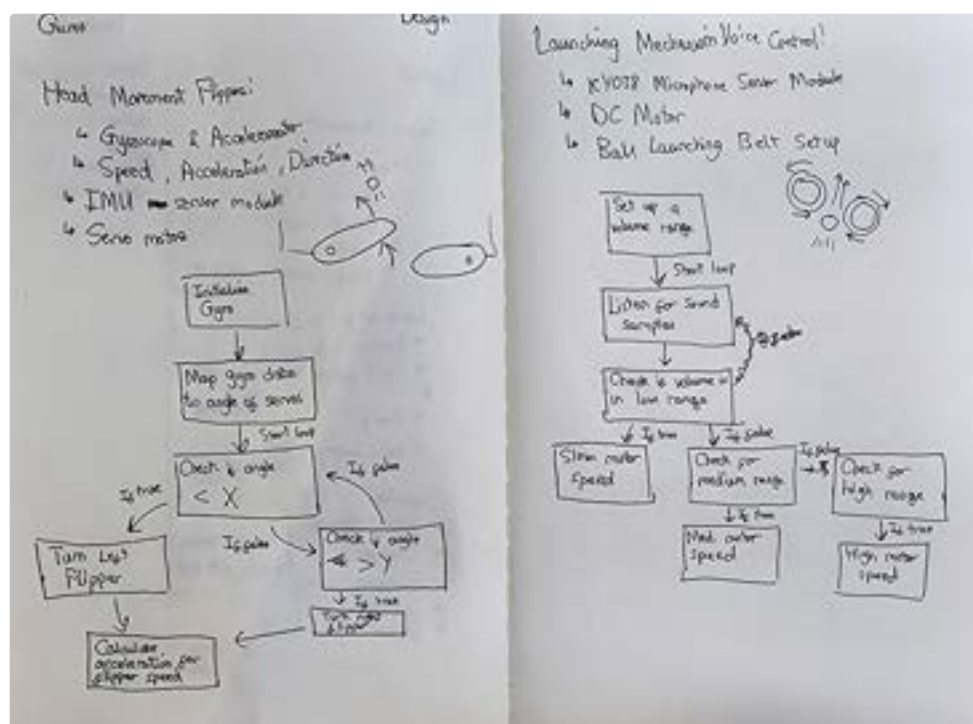 Design
Head Movement Flipper:
↳ Gyroscope & Accelerometor
↳ Speed, Acceleration, Direction
↳ IMU sensor module
↳ Servo motors
Initialise
Gyro
Map gyro data
to angle of servos
Start loop
Check if angle
< X
If true
If false
If false
Check if angle
> Y
Turn Left
Flipper
If true
Calculate
acceleration for
flipper speed
Launching Mechanism Voice Control:
↳ KY038 Microphone Sensor Module
↳ DC Motor
↳ Ball Launching Belt Setup
Set up a
volume range
Start loop
Listen for sound
samples
If false
Check if volume is
in low range
If true
If false
Slow motor
speed
Check for
medium range
If false
Check for
high range
If true
If true
Med. motor
speed
High motor
speed